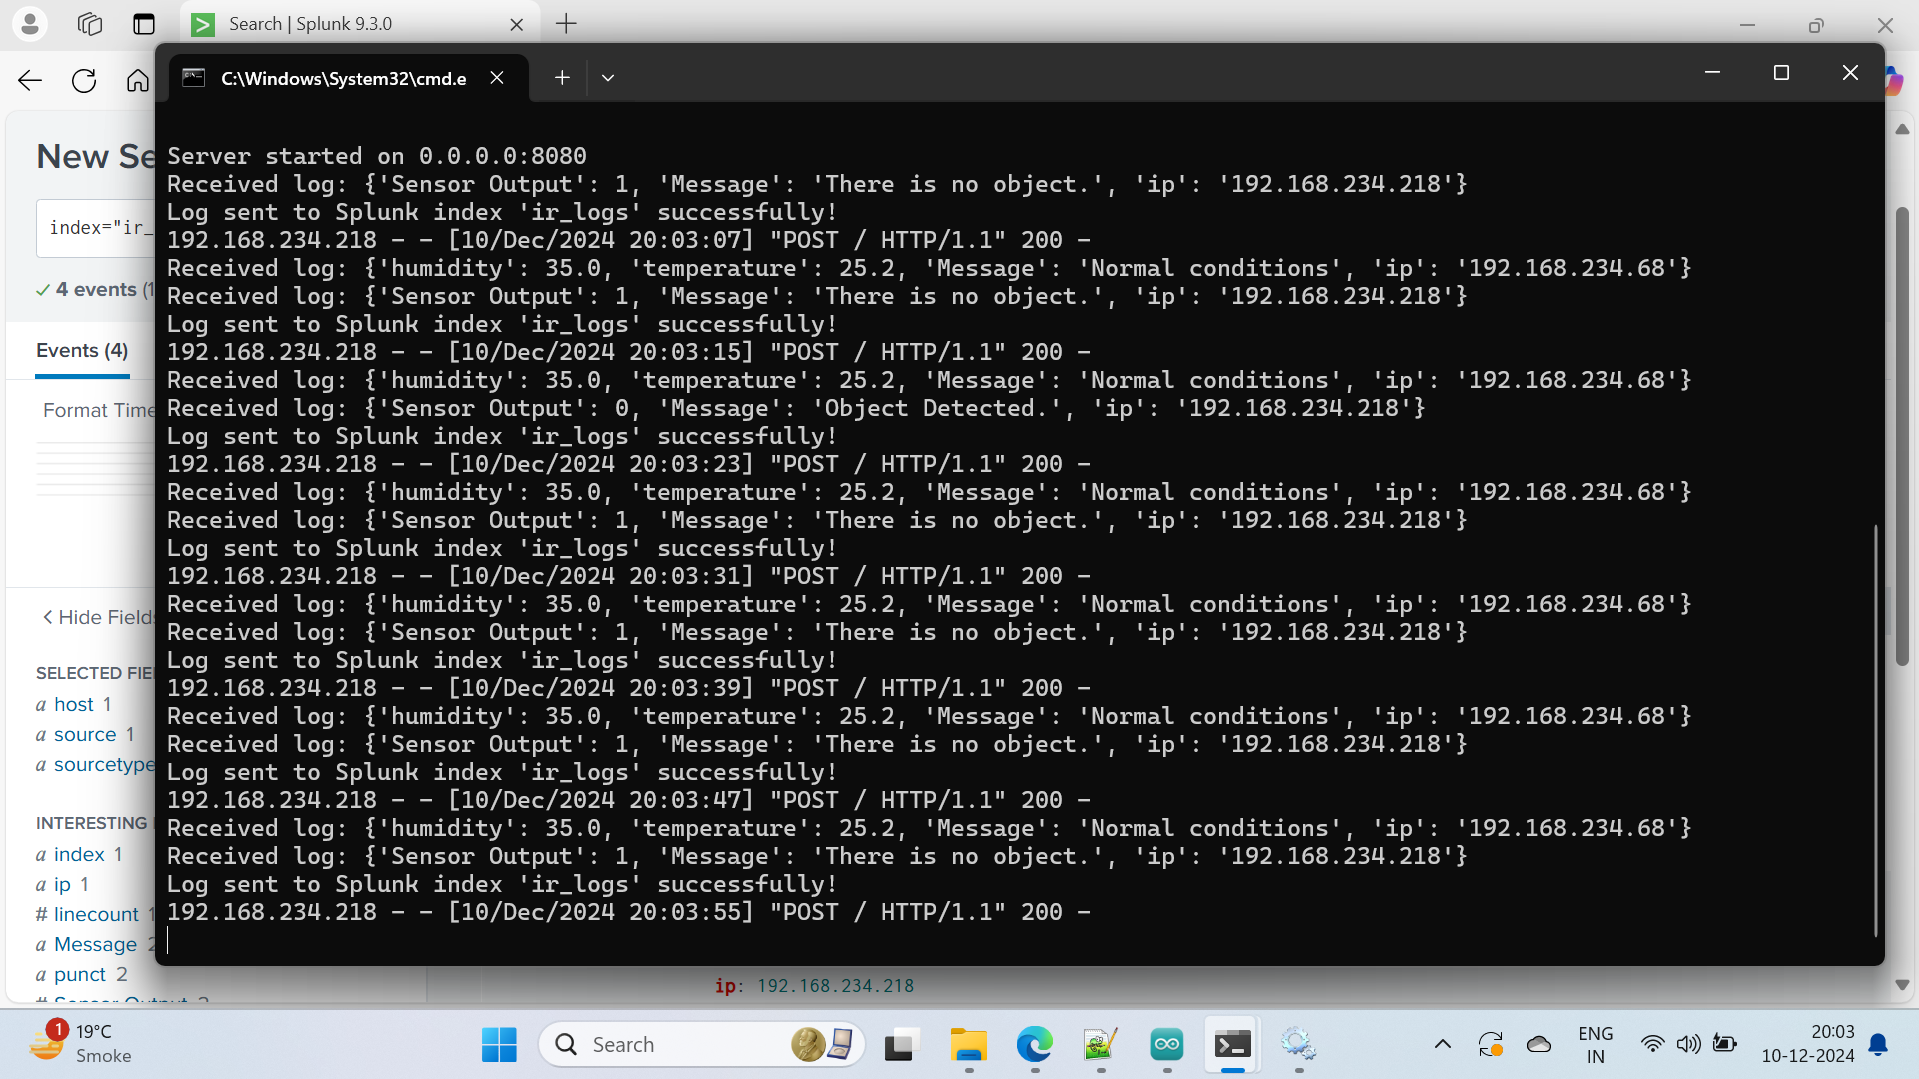 Search | Splunk 9.3.0
C:\Windows\System32\cmd.e
New Se
index="ir_
4 events (1
Events (4)
Format Time
Hide Fields
SELECTED FIE
a host 1
a source 1
a sourcetype
INTERESTING
a index 1
a ip 1
# linecount 1
a Message 2
a punct 2
# Sensor Output 2
Server started on 0.0.0.0:8080
Received log: {'Sensor Output': 1, 'Message': 'There is no object.', 'ip': '192.168.234.218'}
Log sent to Splunk index 'ir_logs' successfully!
192.168.234.218 - - [10/Dec/2024 20:03:07] "POST / HTTP/1.1" 200 -
Received log: {'humidity': 35.0, 'temperature': 25.2, 'Message': 'Normal conditions', 'ip': '192.168.234.68'}
Received log: {'Sensor Output': 1, 'Message': 'There is no object.', 'ip': '192.168.234.218'}
Log sent to Splunk index 'ir_logs' successfully!
192.168.234.218 - - [10/Dec/2024 20:03:15] "POST / HTTP/1.1" 200 -
Received log: {'humidity': 35.0, 'temperature': 25.2, 'Message': 'Normal conditions', 'ip': '192.168.234.68'}
Received log: {'Sensor Output': 0, 'Message': 'Object Detected.', 'ip': '192.168.234.218'}
Log sent to Splunk index 'ir_logs' successfully!
192.168.234.218 - - [10/Dec/2024 20:03:23] "POST / HTTP/1.1" 200 -
Received log: {'humidity': 35.0, 'temperature': 25.2, 'Message': 'Normal conditions', 'ip': '192.168.234.68'}
Received log: {'Sensor Output': 1, 'Message': 'There is no object.', 'ip': '192.168.234.218'}
Log sent to Splunk index 'ir_logs' successfully!
192.168.234.218 - - [10/Dec/2024 20:03:31] "POST / HTTP/1.1" 200 -
Received log: {'humidity': 35.0, 'temperature': 25.2, 'Message': 'Normal conditions', 'ip': '192.168.234.68'}
Received log: {'Sensor Output': 1, 'Message': 'There is no object.', 'ip': '192.168.234.218'}
Log sent to Splunk index 'ir_logs' successfully!
192.168.234.218 - - [10/Dec/2024 20:03:39] "POST / HTTP/1.1" 200 -
Received log: {'humidity': 35.0, 'temperature': 25.2, 'Message': 'Normal conditions', 'ip': '192.168.234.68'}
Received log: {'Sensor Output': 1, 'Message': 'There is no object.', 'ip': '192.168.234.218'}
Log sent to Splunk index 'ir_logs' successfully!
192.168.234.218 - - [10/Dec/2024 20:03:47] "POST / HTTP/1.1" 200 -
Received log: {'humidity': 35.0, 'temperature': 25.2, 'Message': 'Normal conditions', 'ip': '192.168.234.68'}
Received log: {'Sensor Output': 1, 'Message': 'There is no object.', 'ip': '192.168.234.218'}
Log sent to Splunk index 'ir_logs' successfully!
192.168.234.218 - - [10/Dec/2024 20:03:55] "POST / HTTP/1.1" 200 -
ip: 192.168.234.218
1
19°C
Smoke
Search
ENG
IN
20:03
10-12-2024